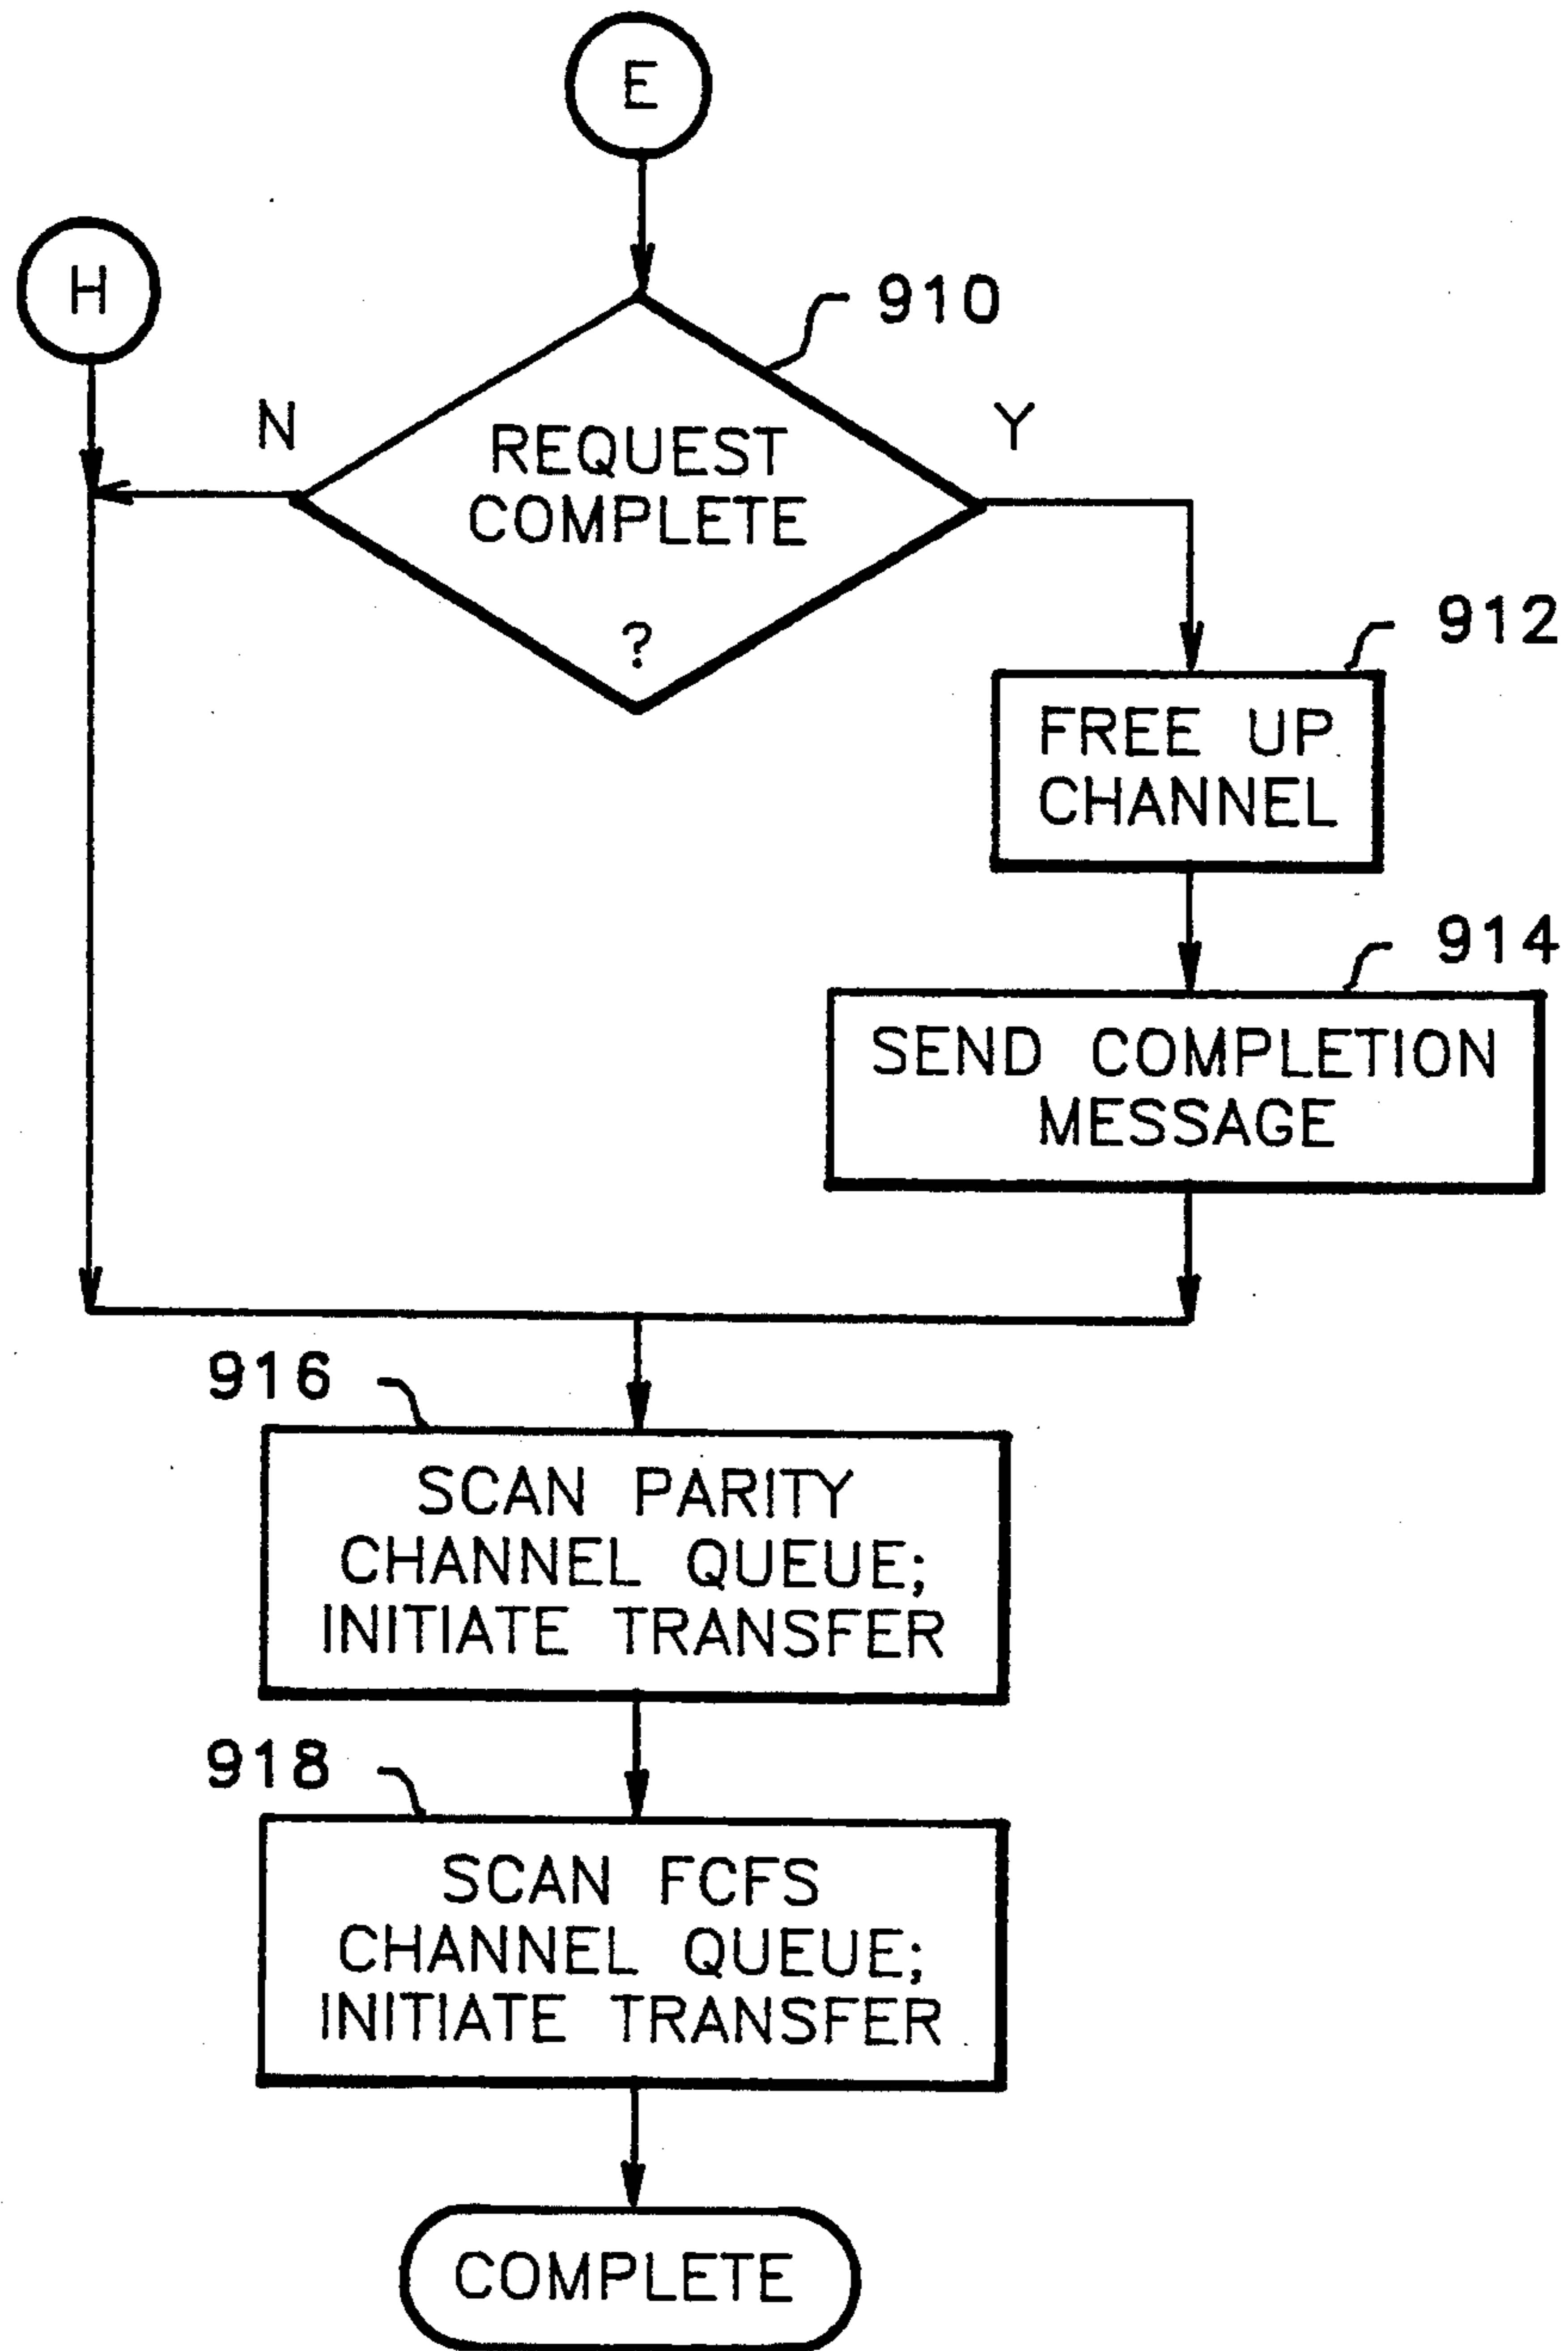 E
H
910
N
Y
REQUEST
COMPLETE
?
912
FREE UP
CHANNEL
914
SEND COMPLETION
MESSAGE
916
SCAN PARITY
CHANNEL QUEUE;
INITIATE TRANSFER
918
SCAN FCFS
CHANNEL QUEUE;
INITIATE TRANSFER
COMPLETE